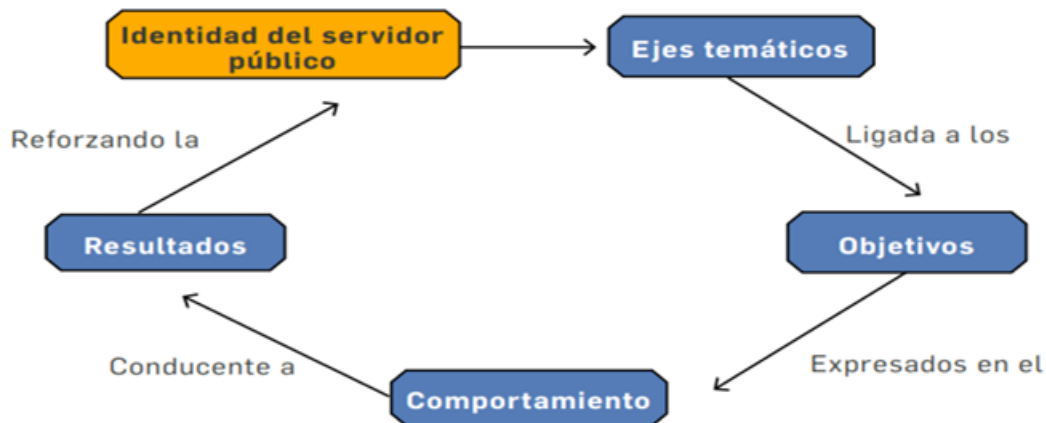 Identidad del servidor
público
Ejes temáticos
Ligada a los
Objetivos
Expresados en el
Comportamiento
Conducente a
Resultados
Reforzando la